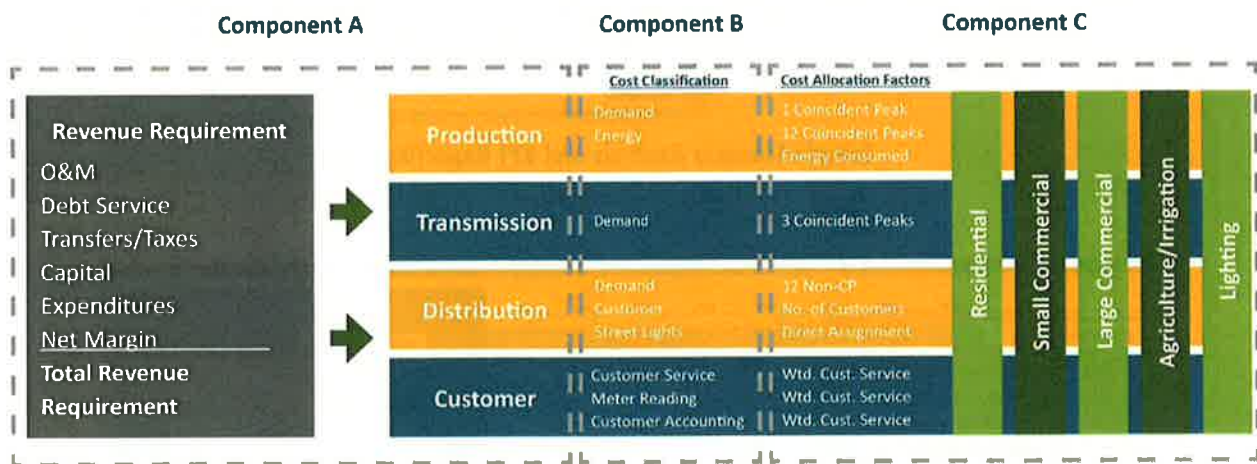 Component A
Component B
Component C
Cost Classification
Cost Allocation Factors
Revenue Requirement
O&M
Debt Service
Transfers/Taxes
Capital
Expenditures
Net Margin
Total Revenue
Requirement
Production
Demand
Energy
1 Coincident Peak
12 Coincident Peaks
Energy Consumed
Transmission
Demand
3 Coincident Peaks
Distribution
Demand
Customer
Street Lights
12 Non-CP
No. of Customers
Direct Assignment
Customer
Customer Service
Meter Reading
Customer Accounting
Wtd. Cust. Service
Wtd. Cust. Service
Wtd. Cust. Service
Residential
Small Commercial
Large Commercial
Agriculture/Irrigation
Lighting